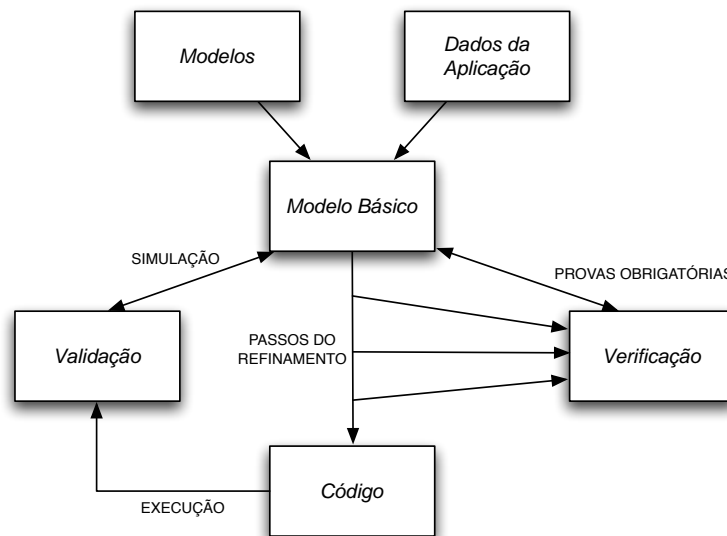 Modelos
Dados da
Aplicação
Modelo Básico
SIMULAÇÃO
PROVAS OBRIGATÓRIAS
Validação
PASSOS DO
REFINAMENTO
Verificação
EXECUÇÃO
Código